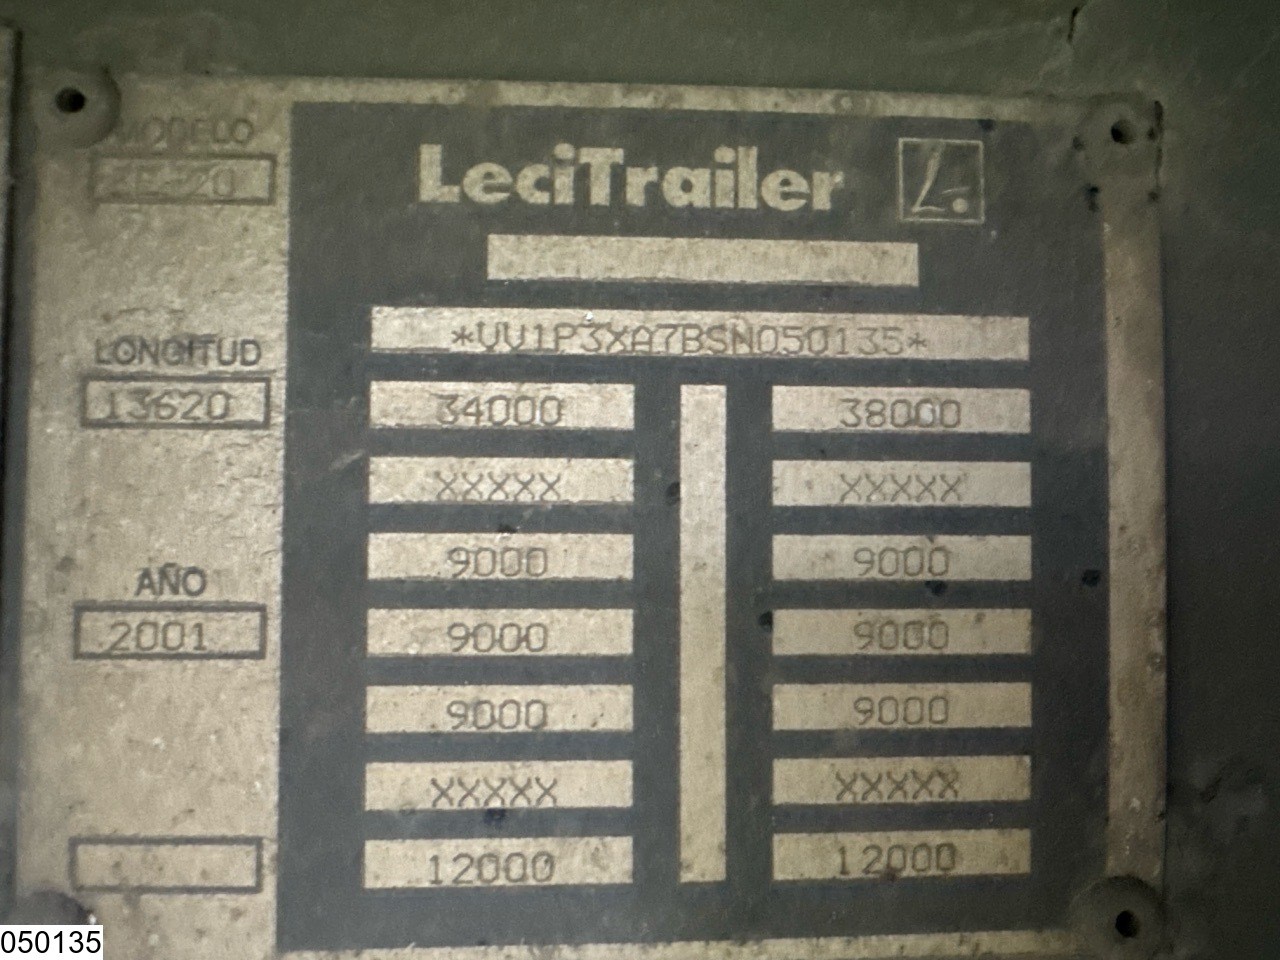 MODELO
LeciTrailer
*VV1P3XA7BSN050135*
LONGITUD
13620
34000 38000
XXXXX XXXXX
9000 9000
AÑO
2001
9000 9000
9000 9000
XXXXX XXXXX
12000 12000
050135